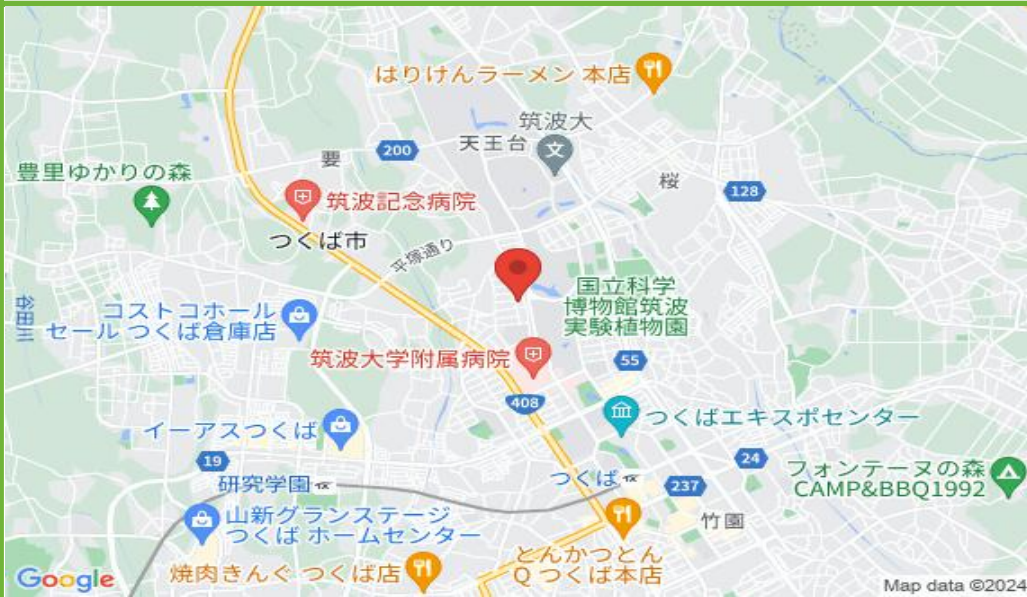 はりけんラーメン 本店
筑波大
天王台
文
200
要
桜
豊里ゆかりの森
128
筑波記念病院
つくば市
平塚通り
国立科学
博物館筑波
実験植物園
谷田川
コストコホール
セール つくば倉庫店
筑波大学附属病院
55
408
つくばエキスポセンター
イーアスつくば
19
24
研究学園
つくば
237
フォンテーヌの森
CAMP&BBQ1992
山新グランステージ
つくば ホームセンター
竹園
とんかつとん
Q つくば本店
焼肉きんぐ つくば店
Google
Map data ©2024